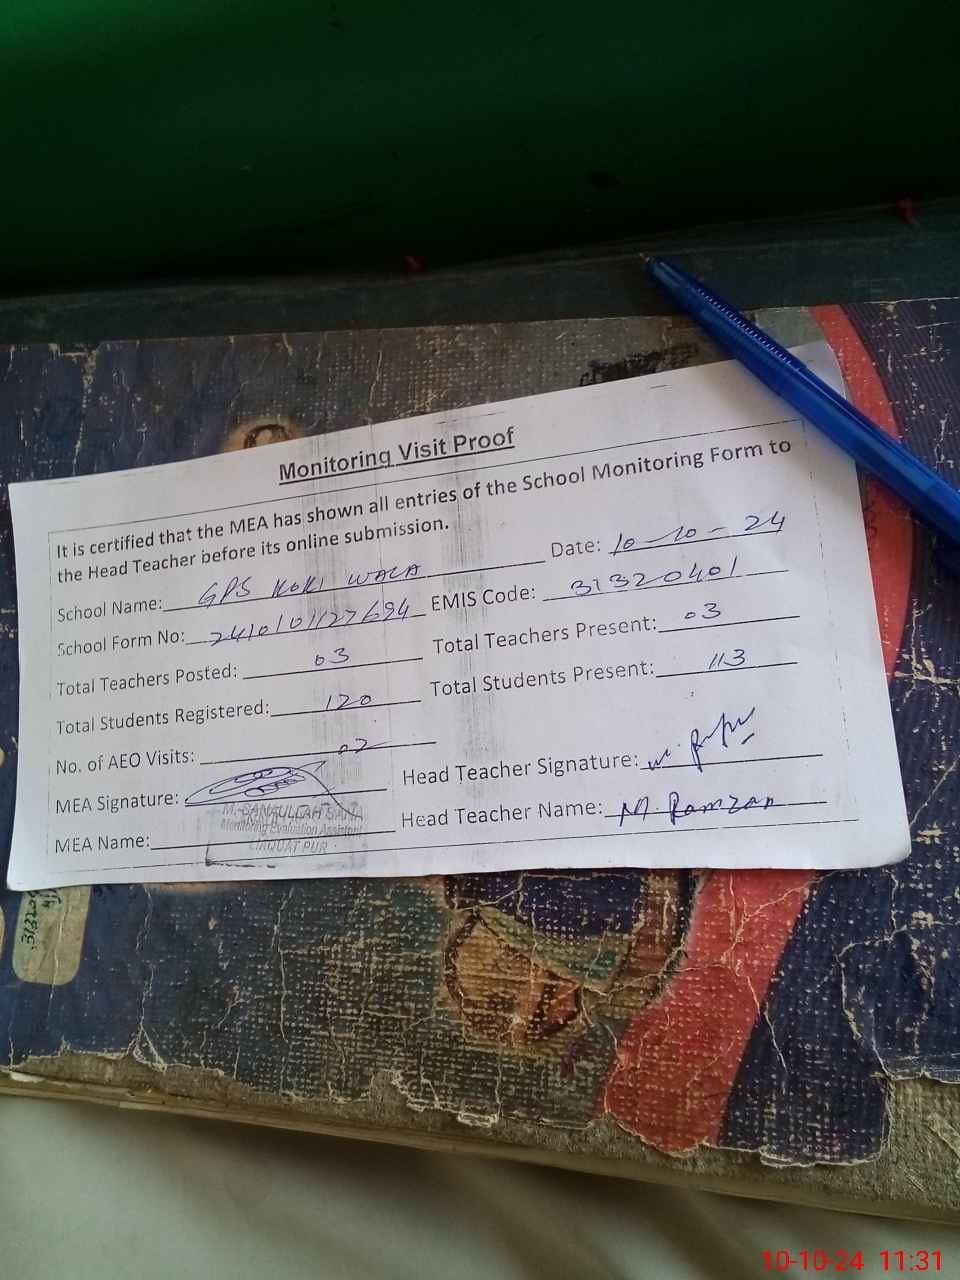 Monitoring Visit Proof
It is certified that the MEA has shown all entries of the School Monitoring Form to
the Head Teacher before its online submission.
Date: 10-10-24
School Name: GPS KOKI WALA
EMIS Code: 31320401
School Form No: 2410101127694
Total Teachers Present: 03
Total Teachers Posted: 03
Total Students Present: 113
Total Students Registered: 120
No. of AEO Visits: 02
Head Teacher Signature:
MEA Signature:
Head Teacher Name: M. Ramzan
MEA Name:
M. SANAULLAH SANA
Monitoring Evaluation Assistant
LIAQUAT PUR
10-10-24 11:31